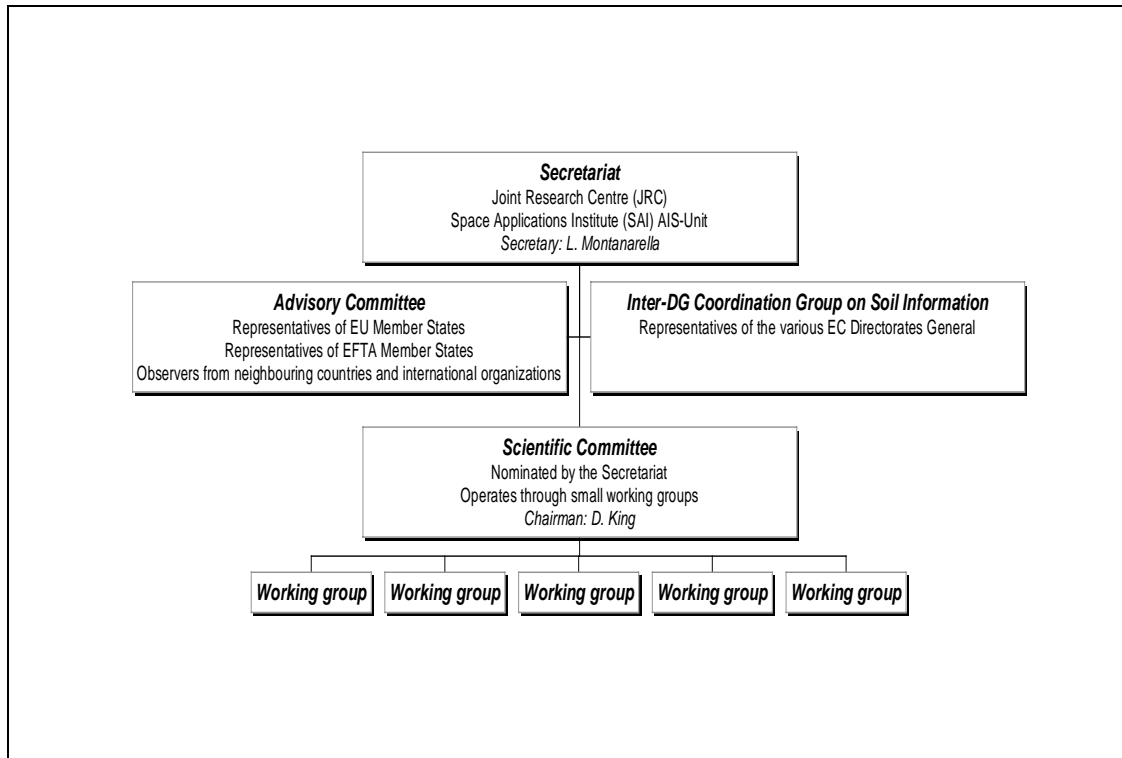 Secretariat
Joint Research Centre (JRC)
Space Applications Institute (SAI) AIS-Unit
Secretary: L. Montanarella
Advisory Committee
Representatives of EU Member States
Representatives of EFTA Member States
Observers from neighbouring countries and international organizations
Inter-DG Coordination Group on Soil Information
Representatives of the various EC Directorates General
Scientific Committee
Nominated by the Secretariat
Operates through small working groups
Chairman: D. King
Working group
Working group
Working group
Working group
Working group